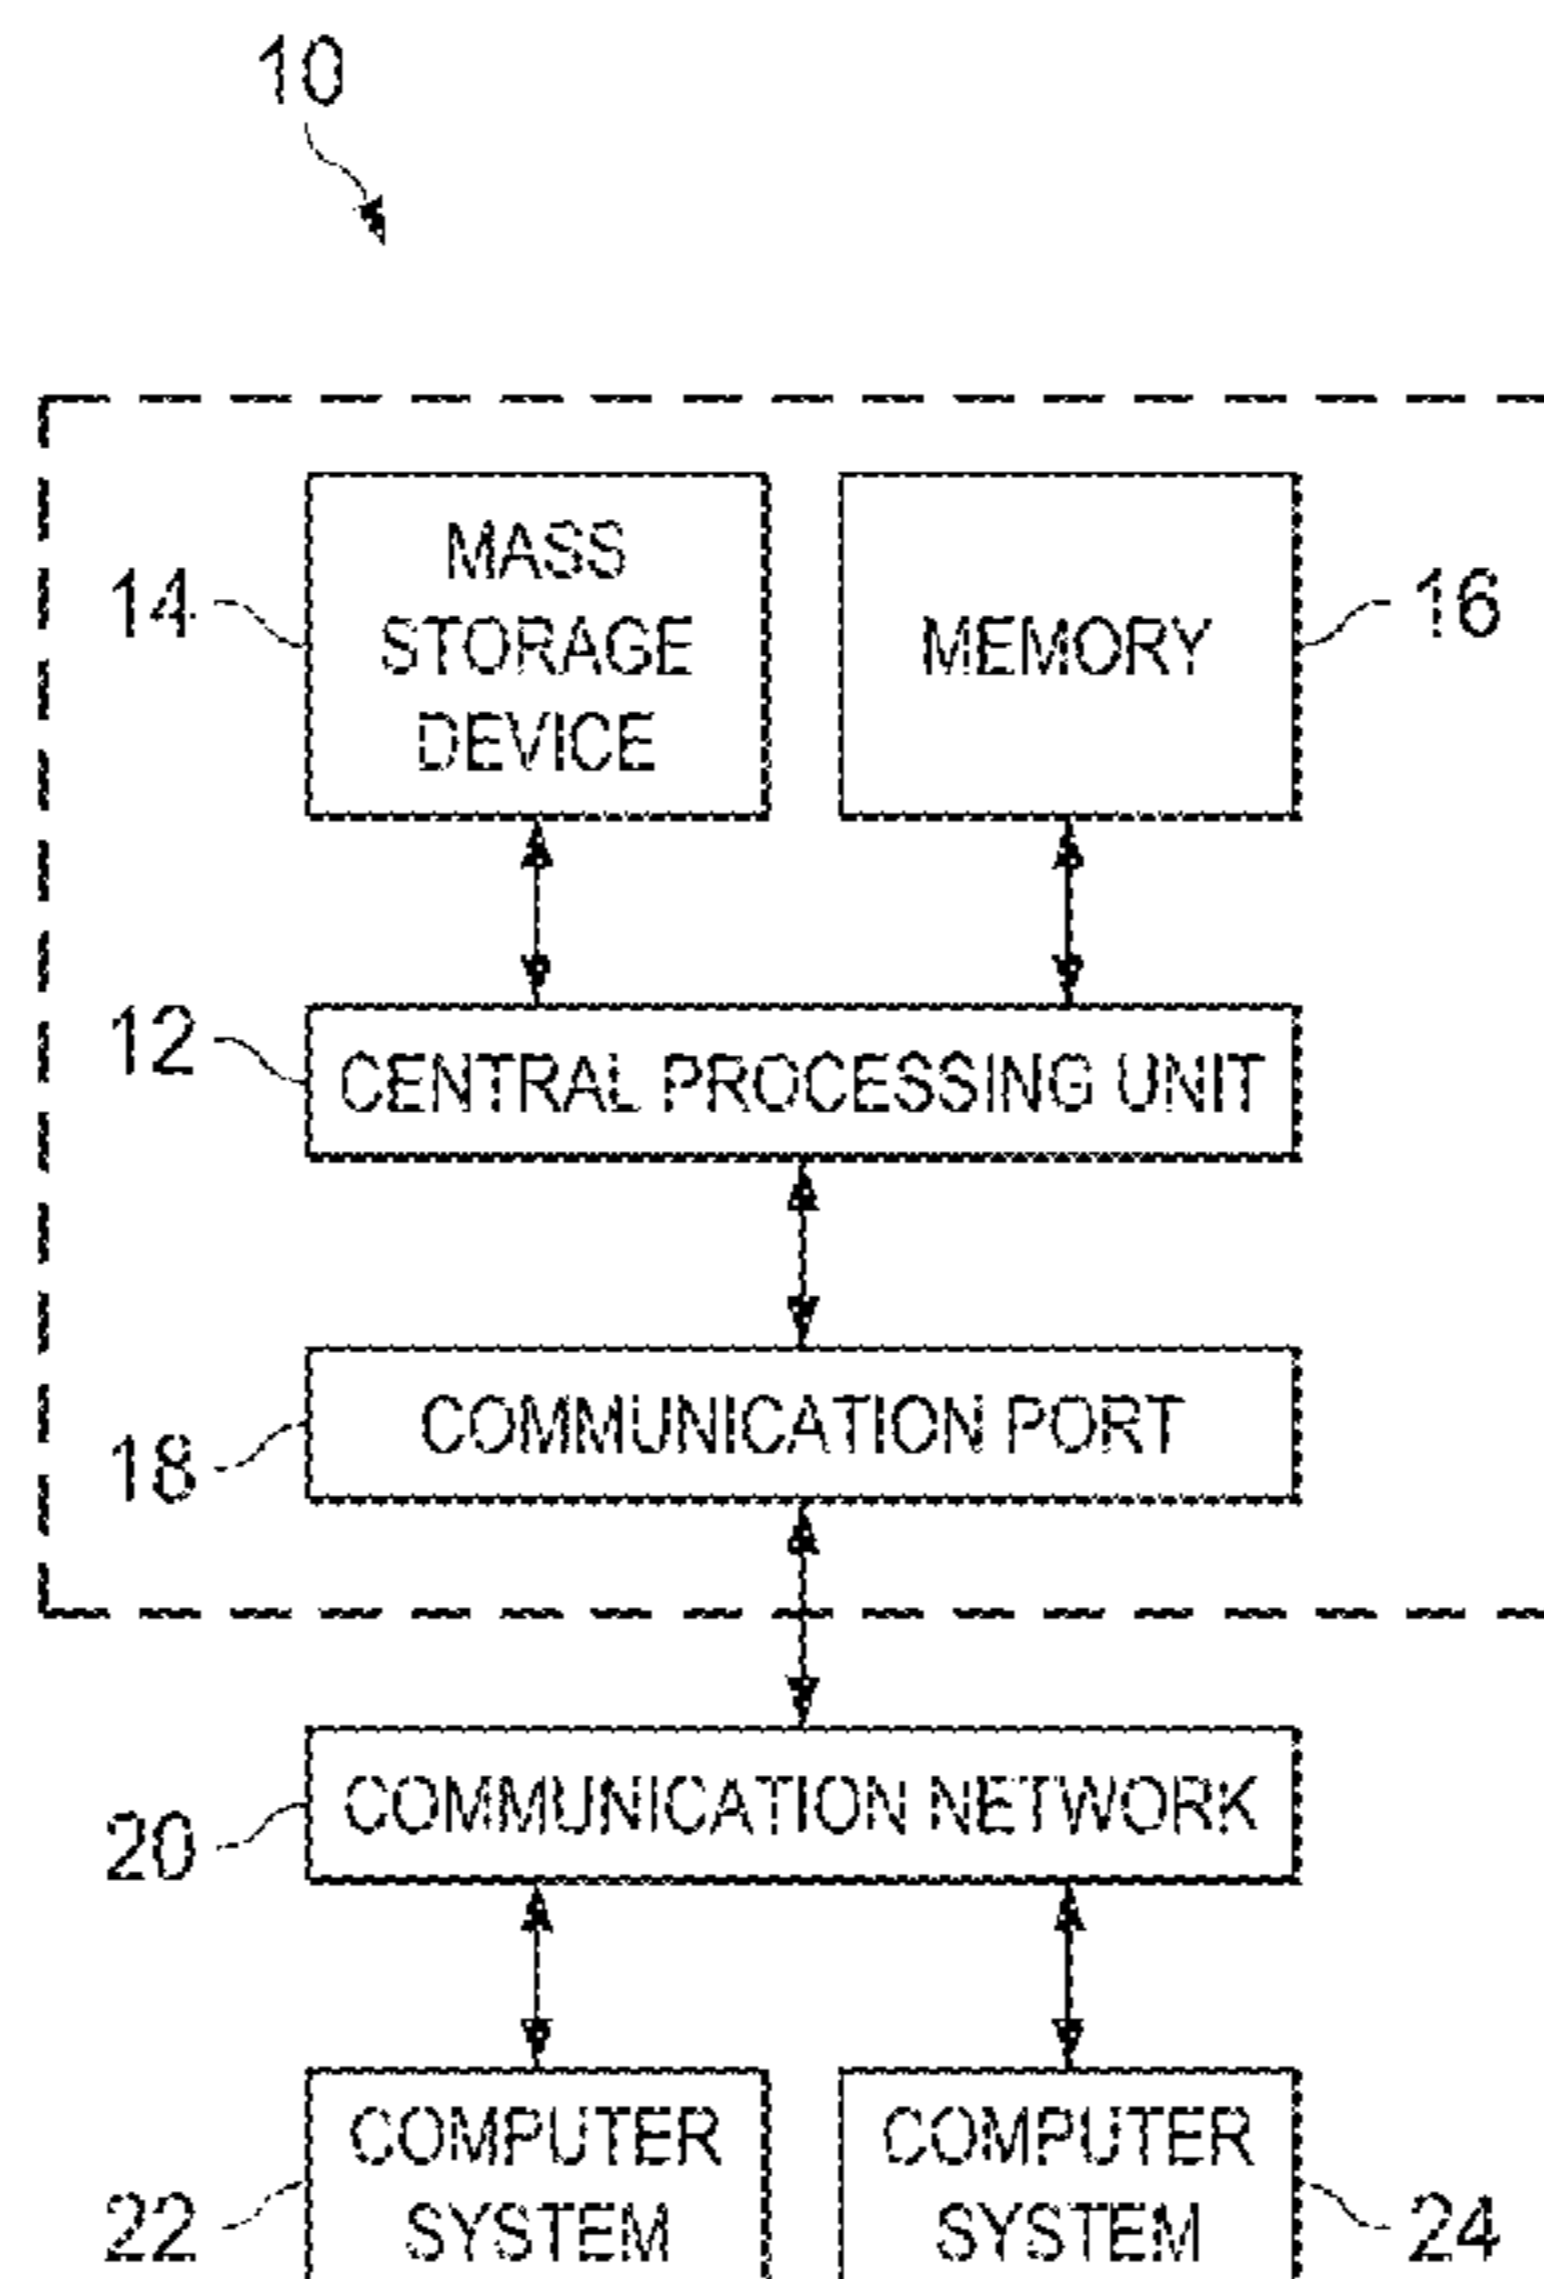 10
MASS
STORAGE
DEVICE
14
MEMORY
16
12
CENTRAL PROCESSING UNIT
COMMUNICATION PORT
18
COMMUNICATION NETWORK
20
COMPUTER
SYSTEM
22
COMPUTER
SYSTEM
24